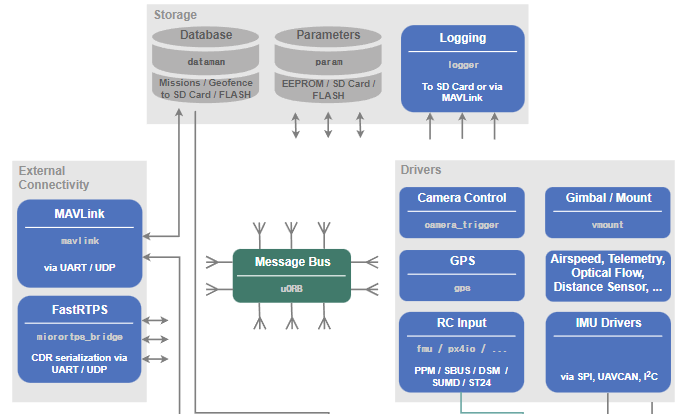 Storage
Database
dataman
Missions / Geofence
to SD Card / FLASH
Parameters
param
EEPROM / SD Card /
FLASH
Logging
logger
To SD Card or via
MAVLink
External
Connectivity
MAVLink
mavlink
via UART / UDP
FastRTPS
micrortps_bridge
CDR serialization via
UART / UDP
Message Bus
uORB
Drivers
Camera Control
camera_trigger
Gimbal / Mount
vmount
GPS
gps
Airspeed, Telemetry,
Optical Flow,
Distance Sensor, ...
RC Input
fmu / px4io / ...
PPM / SBUS / DSM /
SUMD / ST24
IMU Drivers
via SPI, UAVCAN, I²C